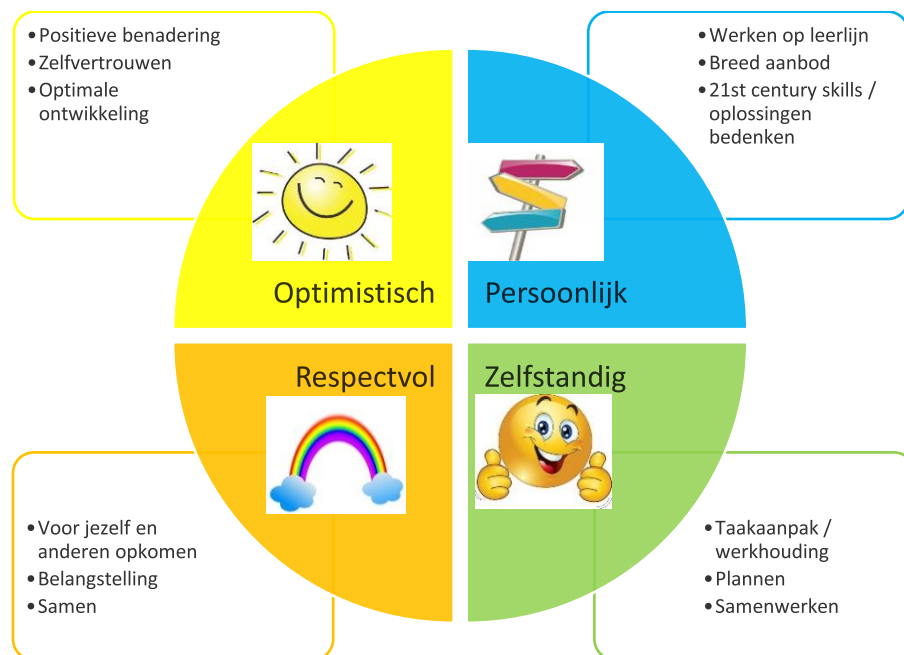 •Positieve benadering
•Zelfvertrouwen
•Optimale
ontwikkeling
•Werken op leerlijn
•Breed aanbod
•21st century skills /
oplossingen
bedenken
Optimistisch
Persoonlijk
Respectvol
Zelfstandig
•Voor jezelf en
anderen opkomen
•Belangstelling
•Samen
•Taakaanpak /
werkhouding
•Plannen
•Samenwerken